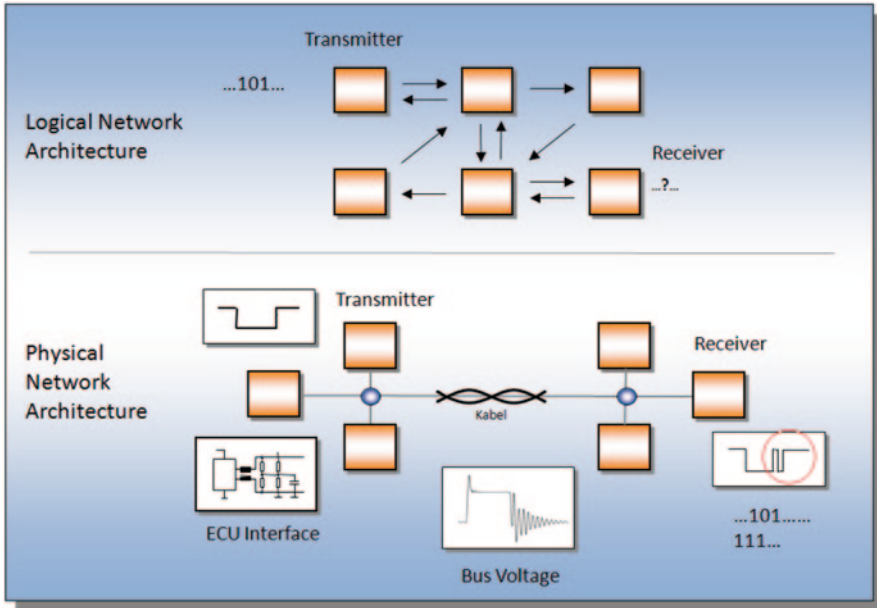 Transmitter
...101...
Logical Network
Architecture
Receiver
...?...
Transmitter
Physical
Network
Architecture
Receiver
Kabel
ECU Interface
Bus Voltage
...101......
111...